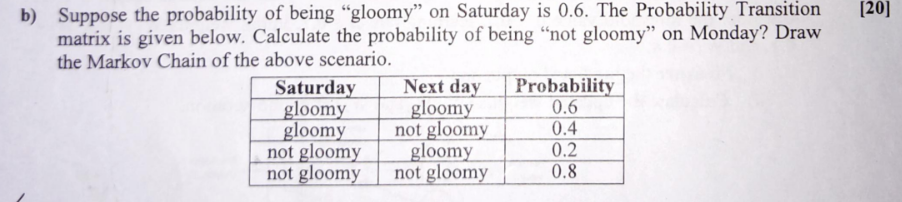 b) Suppose the probability of being “gloomy” on Saturday is 0.6. The Probability Transition [20]
matrix is given below. Calculate the probability of being “not gloomy” on Monday? Draw
the Markov Chain of the above scenario.
Saturday Next day Probability
gloomy gloomy 0.6
gloomy not gloomy 0.4
not gloomy gloomy 0.2
not gloomy not gloomy 0.8